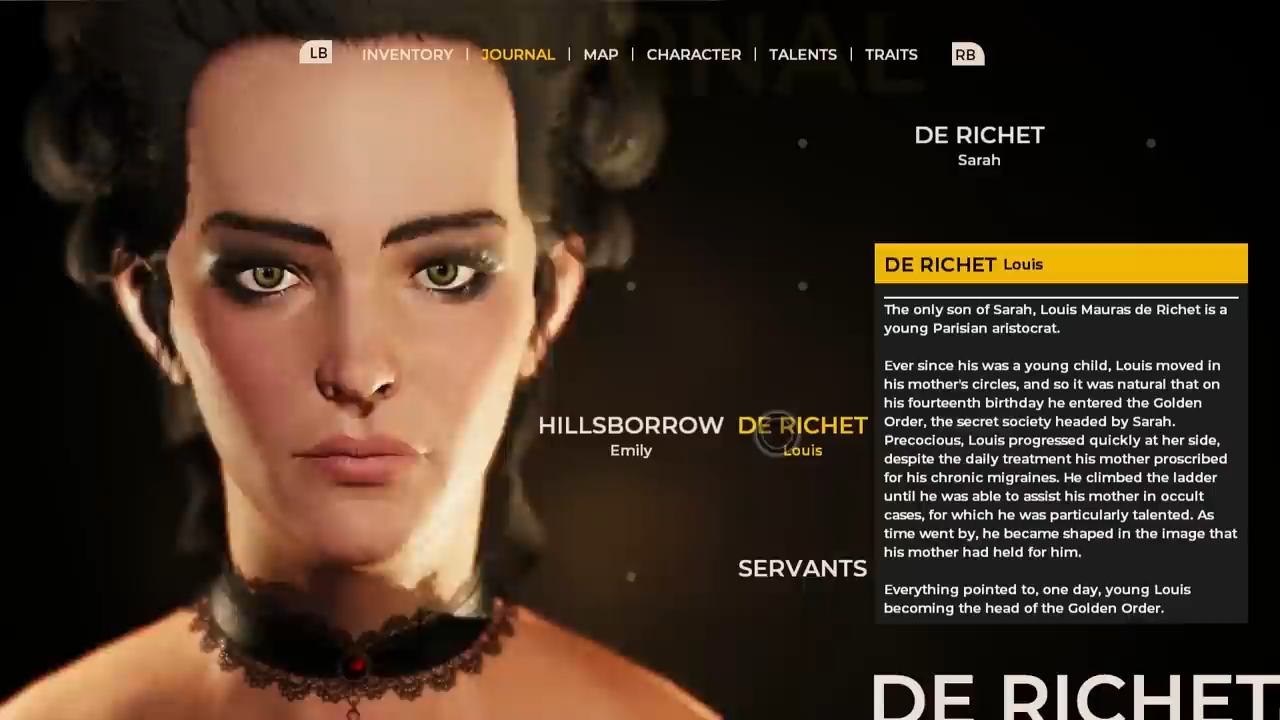 LB INVENTORY | JOURNAL | MAP | CHARACTER | TALENTS | TRAITS RB
DE RICHET
Sarah
DE RICHET Louis
The only son of Sarah, Louis Mauras de Richet is a
young Parisian aristocrat.
Ever since his was a young child, Louis moved in
his mother's circles, and so it was natural that on
his fourteenth birthday he entered the Golden
Order, the secret society headed by Sarah.
Precocious, Louis progressed quickly at her side,
despite the daily treatment his mother proscribed
for his chronic migraines. He climbed the ladder
until he was able to assist his mother in occult
cases, for which he was particularly talented. As
time went by, he became shaped in the image that
his mother had held for him.
Everything pointed to, one day, young Louis
becoming the head of the Golden Order.
HILLSBORROW
Emily
DE RICHET
Louis
SERVANTS
DE RICHET